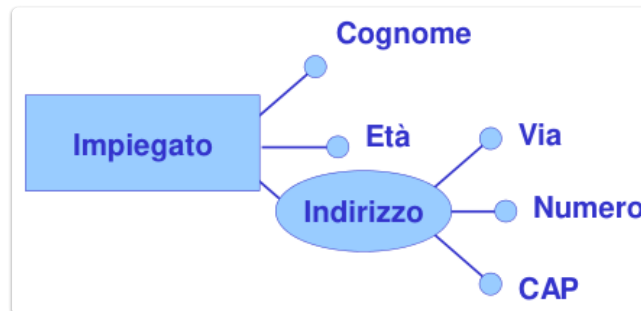 Cognome
Impiegato
Età
Via
Indirizzo
Numero
CAP